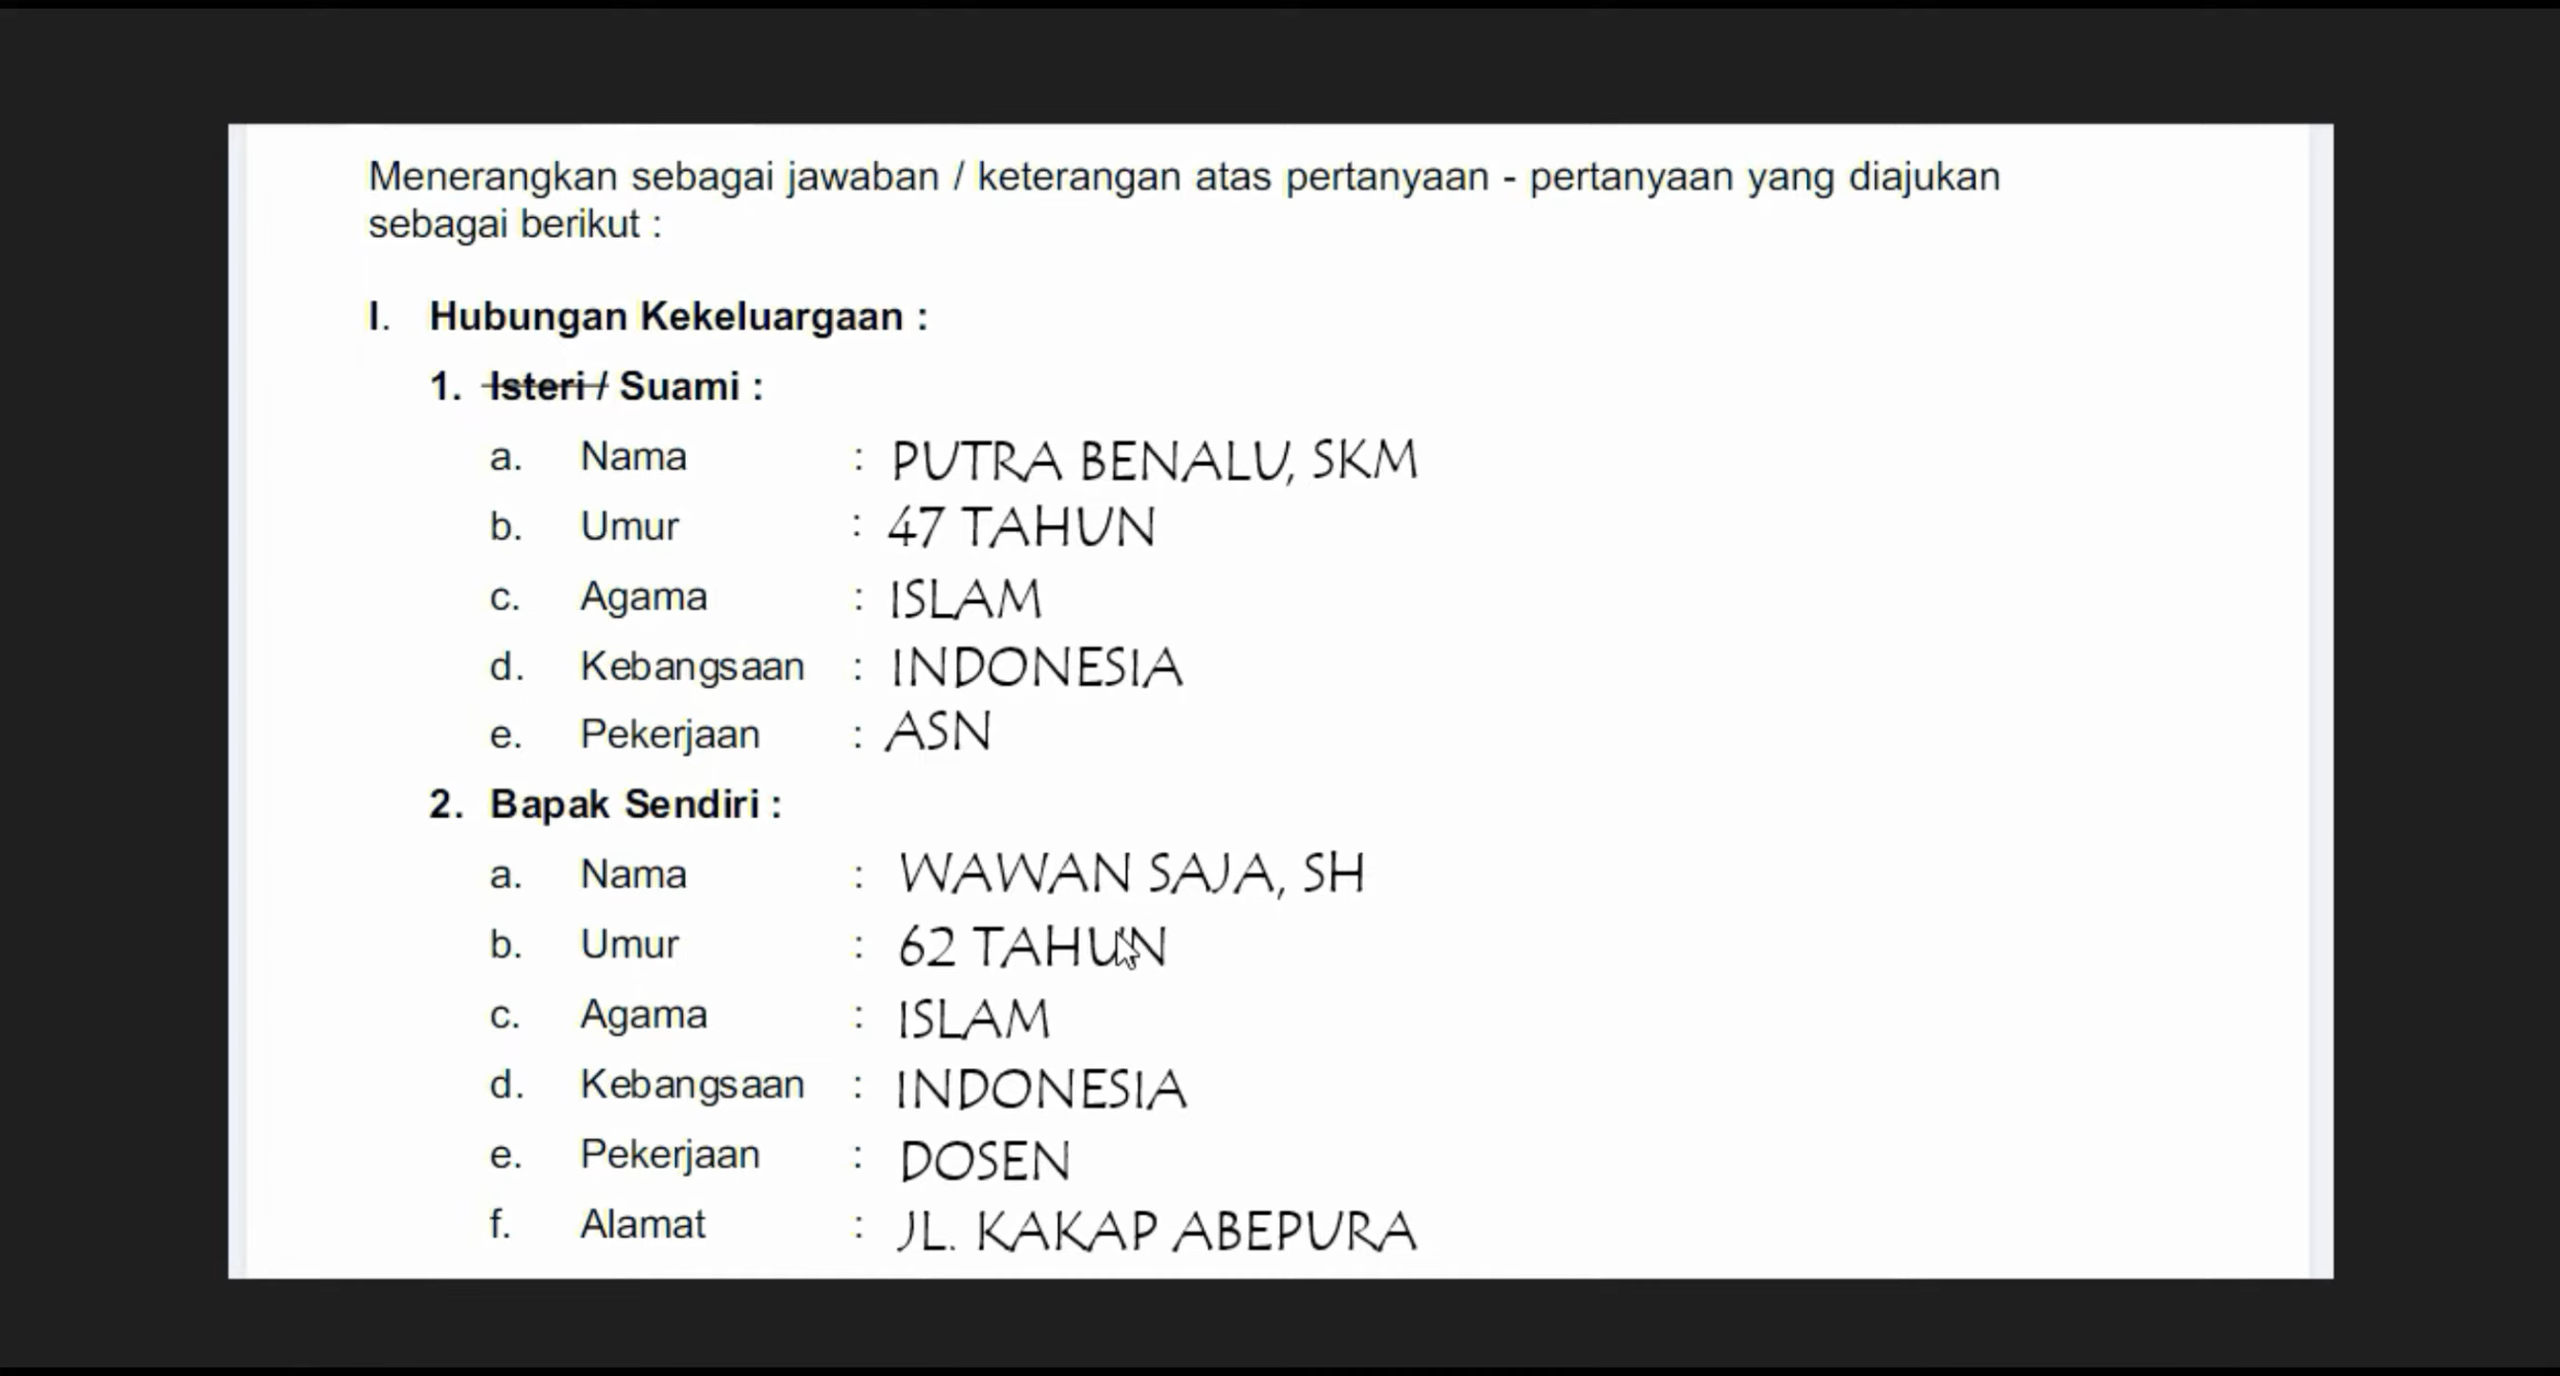 Menerangkan sebagai jawaban / keterangan atas pertanyaan - pertanyaan yang diajukan
sebagai berikut :
I. Hubungan Kekeluargaan :
1. Isteri / Suami :
a. Nama : PUTRA BENALU, SKM
b. Umur : 47 TAHUN
c. Agama : ISLAM
d. Kebangsaan : INDONESIA
e. Pekerjaan : ASN
2. Bapak Sendiri :
a. Nama : WAWAN SAJA, SH
b. Umur : 62 TAHUN
c. Agama : ISLAM
d. Kebangsaan : INDONESIA
e. Pekerjaan : DOSEN
f. Alamat : JL. KAKAP ABEPURA